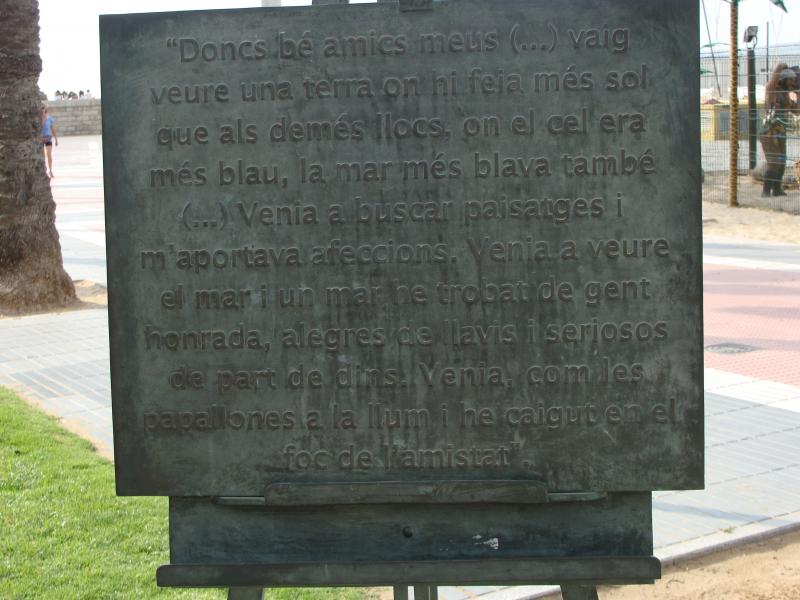 "Doncs bé amics meus (...) vaig
veure una terra on hi feia més sol
que als demés llocs, on el cel era
més blau, la mar més blava també
(...) Venia a buscar paisatges i
m'aportava afeccions. Venia a veure
el mar i un mar he trobat de gent
honrada, alegres de llavis i seriosos
de part de dins. Venia, com les
papallones a la llum i he caigut en el
foc de l'amistat".